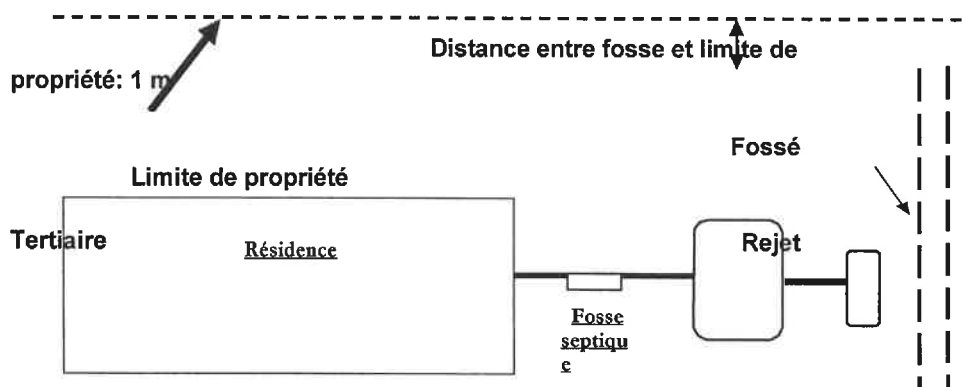 Distance entre fosse et limite de
propriété: 1 m
Fossé
Limite de propriété
Tertiaire
Résidence
Rejet
Fosse
septiqu
e